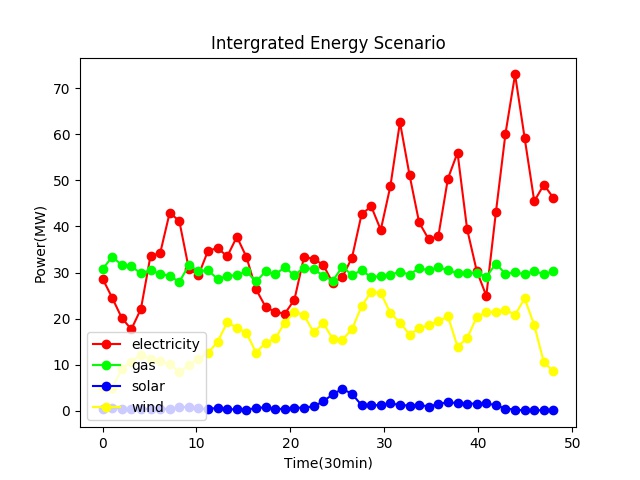 Intergrated Energy Scenario
Power(MW)
70
60
50
40
30
20
10
0
electricity
gas
solar
wind
0 10 20 30 40 50
Time(30min)